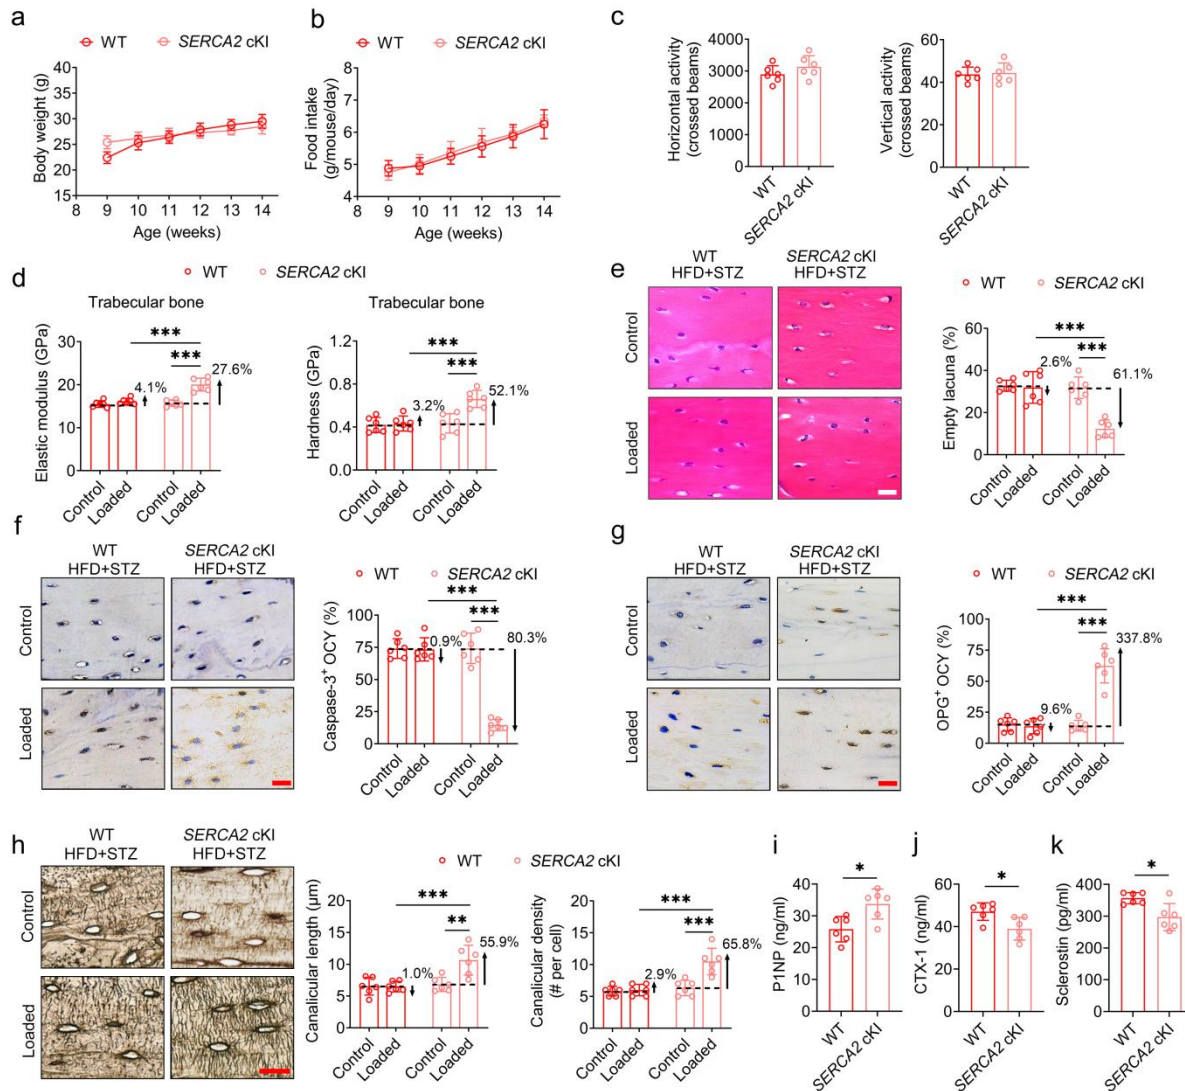 a
WT
SERCA2 cKI
Body weight (g)
30
25
20
15
10
5
0
8 9 10 11 12 13 14
Age (weeks)
b
WT
SERCA2 cKI
Food intake
(g/mouse/day)
8
7
6
5
4
8 9 10 11 12 13 14
Age (weeks)
c
Horizontal activity
(crossed beams)
4000
3000
2000
1000
0
WT
SERCA2 cKI
Vertical activity
(crossed beams)
60
40
20
0
WT
SERCA2 cKI
d
WT
SERCA2 cKI
Trabecular bone
Elastic modulus (GPa)
30
20
10
0
***
***
4.1%
27.6%
Control
Loaded
Control
Loaded
Trabecular bone
Hardness (GPa)
1.2
0.8
0.4
0.0
***
***
3.2%
52.1%
Control
Loaded
Control
Loaded
e
WT
HFD+STZ
SERCA2 cKI
HFD+STZ
Control
Loaded
WT
SERCA2 cKI
Empty lacuna (%)
60
40
20
0
***
***
2.6%
61.1%
Control
Loaded
Control
Loaded
f
WT
HFD+STZ
SERCA2 cKI
HFD+STZ
Control
Loaded
WT
SERCA2 cKI
Caspase-3+ OCY (%)
100
75
50
25
0
***
***
0.9%
80.3%
Control
Loaded
Control
Loaded
g
WT
HFD+STZ
SERCA2 cKI
HFD+STZ
Control
Loaded
WT
SERCA2 cKI
OPG+ OCY (%)
100
75
50
25
0
***
***
9.6%
337.8%
Control
Loaded
Control
Loaded
h
WT
HFD+STZ
SERCA2 cKI
HFD+STZ
Control
Loaded
WT
SERCA2 cKI
Canalicular length (μm)
20
15
10
5
0
***
**
1.0%
55.9%
Control
Loaded
Control
Loaded
Canalicular density
(# per cell)
20
15
10
5
0
***
***
2.9%
65.8%
Control
Loaded
Control
Loaded
i
P1NP (ng/ml)
40
30
20
10
0
*
WT
SERCA2 cKI
j
CTX-1 (ng/ml)
60
40
20
0
*
WT
SERCA2 cKI
k
Sclerostin (pg/ml)
400
300
200
100
0
*
WT
SERCA2 cKI